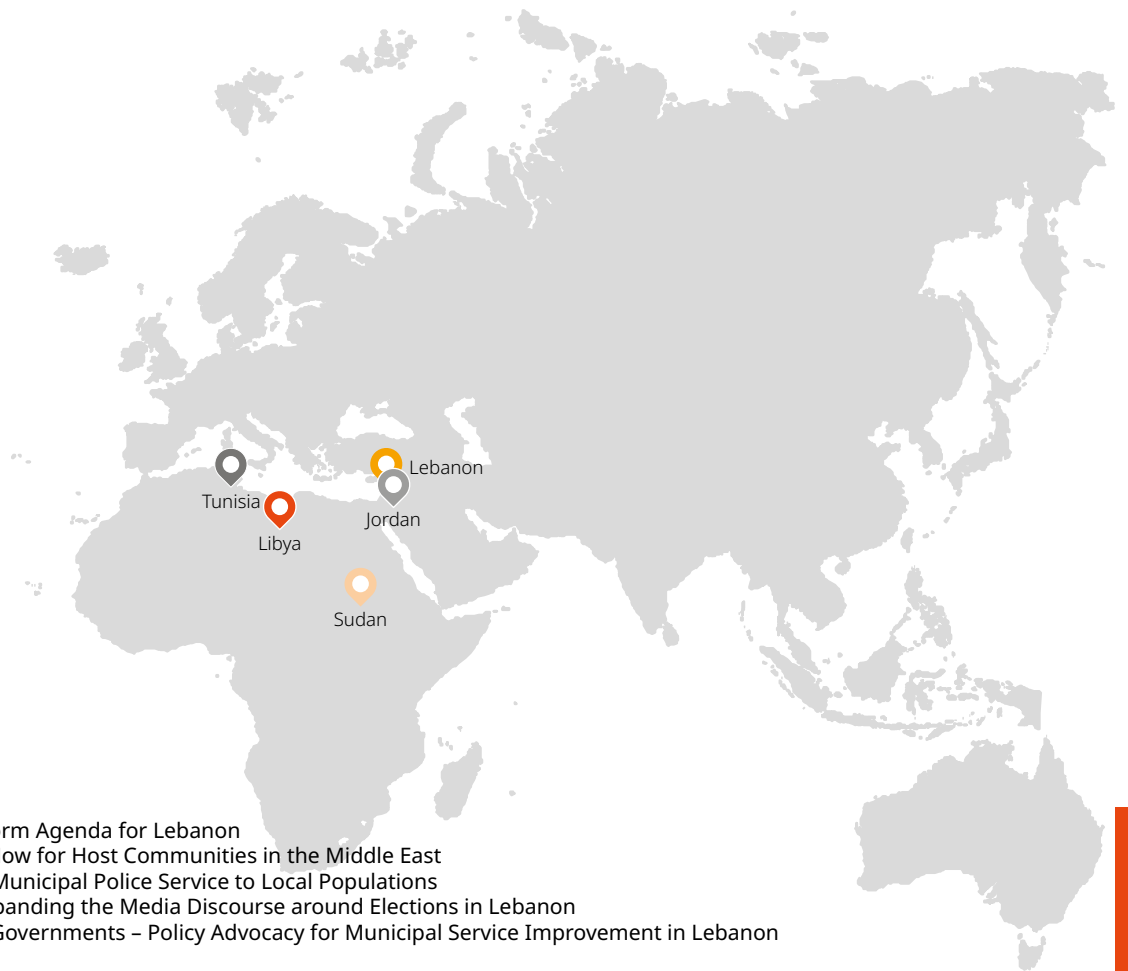 Lebanon
Tunisia
Jordan
Libya
Sudan
orm Agenda for Lebanon
for Host Communities in the Middle East
Municipal Police Service to Local Populations
panding the Media Discourse around Elections in Lebanon
Governments – Policy Advocacy for Municipal Service Improvement in Lebanon